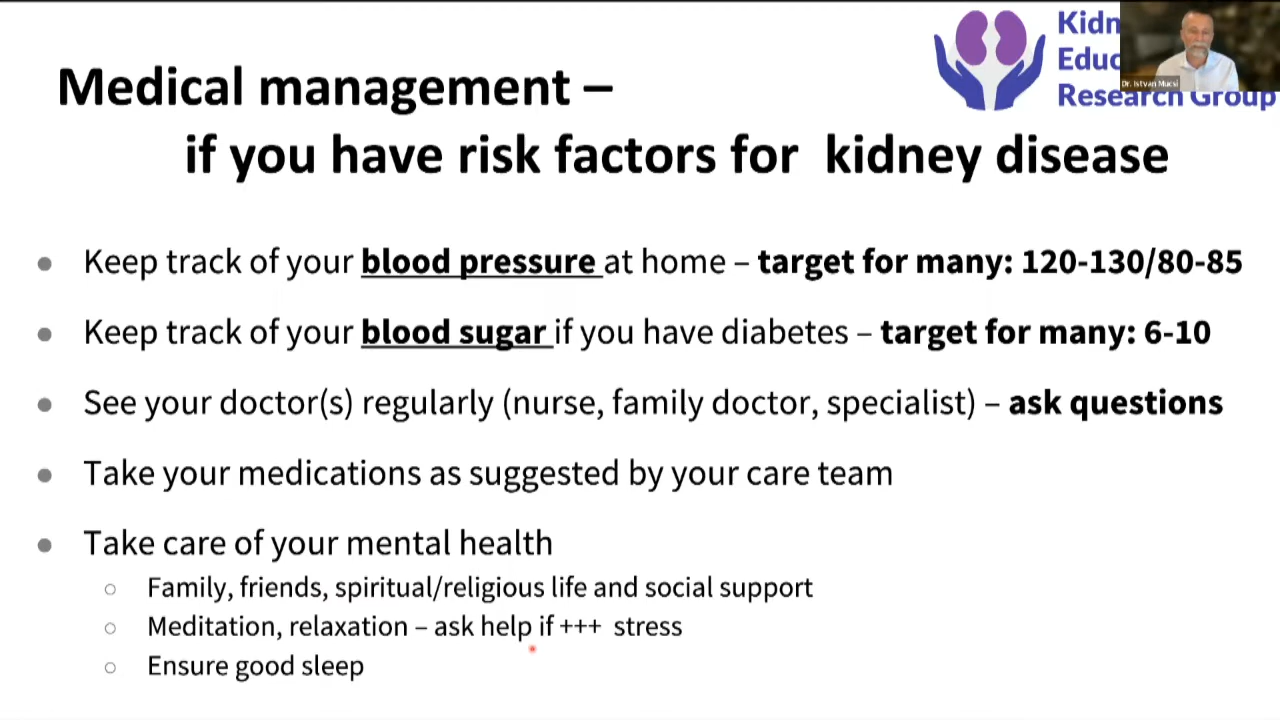 Medical management –
if you have risk factors for kidney disease
Kidn
Educ
Research Group
Dr. Istvan Mucsi
● Keep track of your blood pressure at home – target for many: 120-130/80-85
● Keep track of your blood sugar if you have diabetes – target for many: 6-10
● See your doctor(s) regularly (nurse, family doctor, specialist) – ask questions
● Take your medications as suggested by your care team
● Take care of your mental health
○ Family, friends, spiritual/religious life and social support
○ Meditation, relaxation – ask help if +++ stress
○ Ensure good sleep